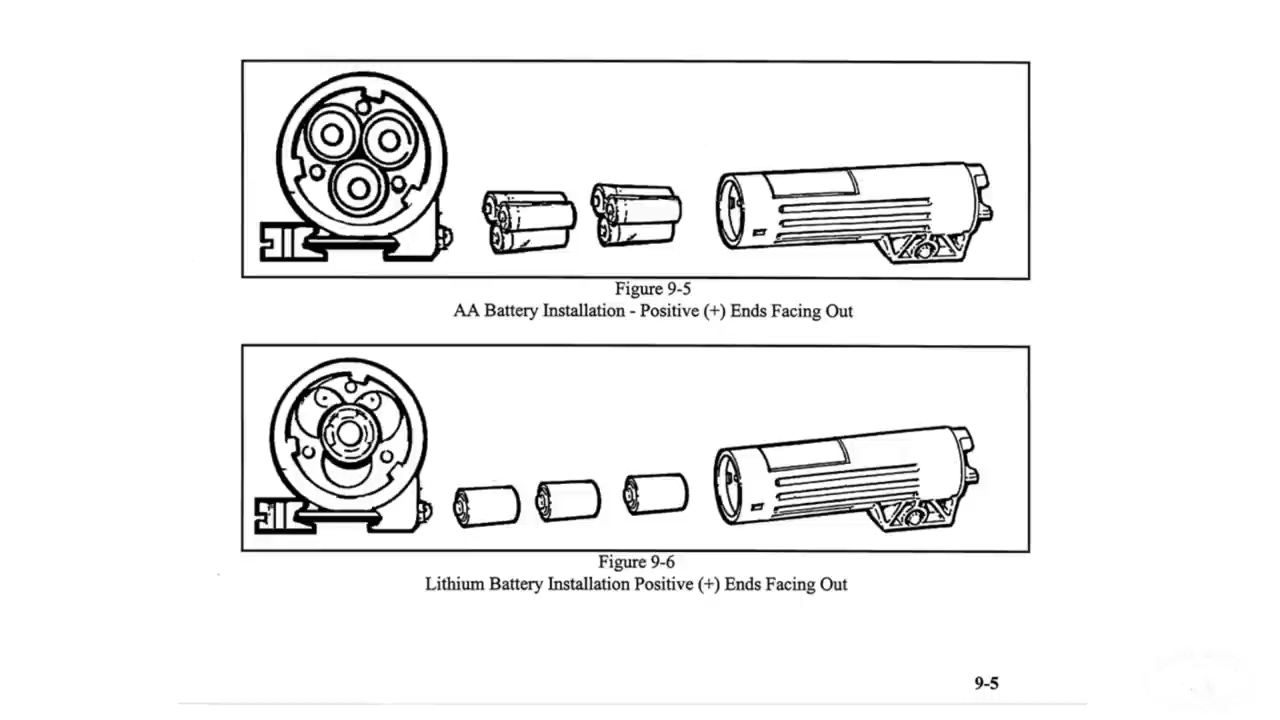 Figure 9-5
AA Battery Installation - Positive (+) Ends Facing Out
Figure 9-6
Lithium Battery Installation Positive (+) Ends Facing Out
9-5